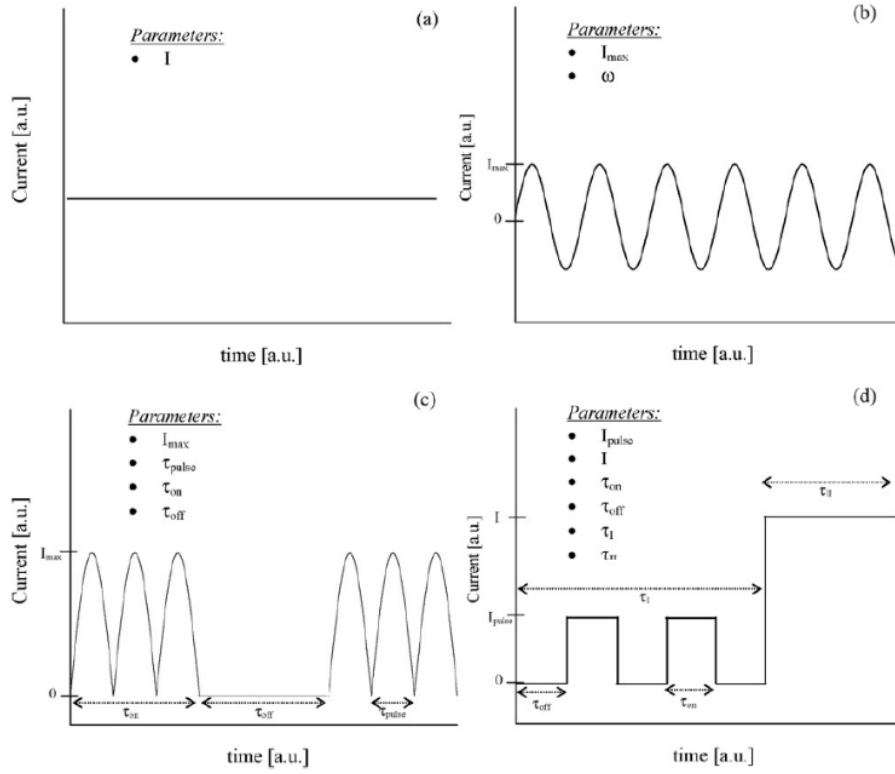 (a)
Parameters:
• I
Current [a.u.]
time [a.u.]
(b)
Parameters:
• Imax
• ω
Current [a.u.]
Imax
0
time [a.u.]
(c)
Parameters:
• Imax
• τpulse
• τon
• τoff
Current [a.u.]
Imax
0
τon
τoff
τpulse
time [a.u.]
(d)
Parameters:
• Ipulse
• I
• τon
• τoff
• τI
• τII
Current [a.u.]
I
τII
τI
Ipulse
0
τoff
τon
time [a.u.]